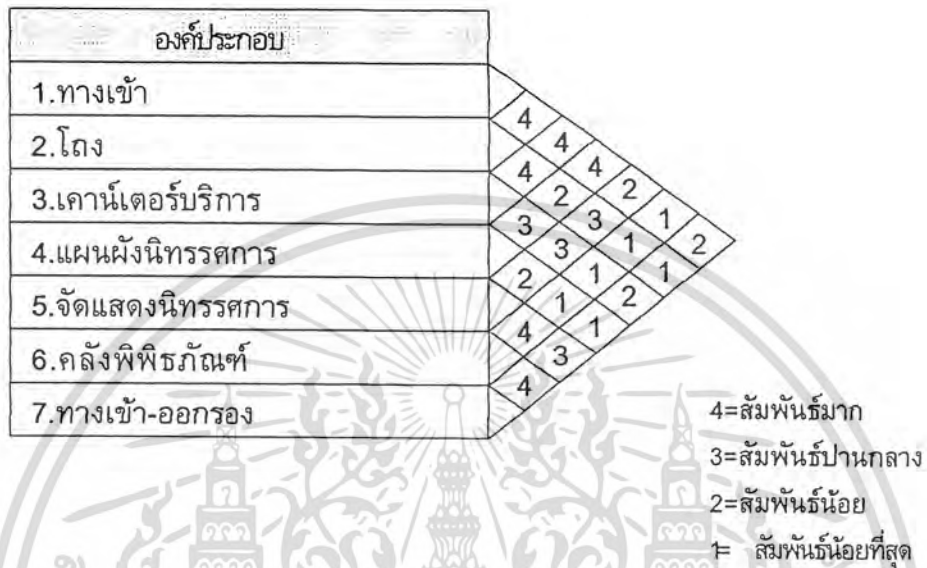 องค์ประกอบ
1.ทางเข้า
2.โถง
3.เคาน์เตอร์บริการ
4.แผนผังนิทรรศการ
5.จัดแสดงนิทรรศการ
6.คลังพิพิธภัณฑ์
7.ทางเข้า-ออกรอง
4
4
4 4
2 2
3 3 1
3 1 2
2 1 1
1 2
4 1
3
4
4=สัมพันธ์มาก
3=สัมพันธ์ปานกลาง
2=สัมพันธ์น้อย
1= สัมพันธ์น้อยที่สุด